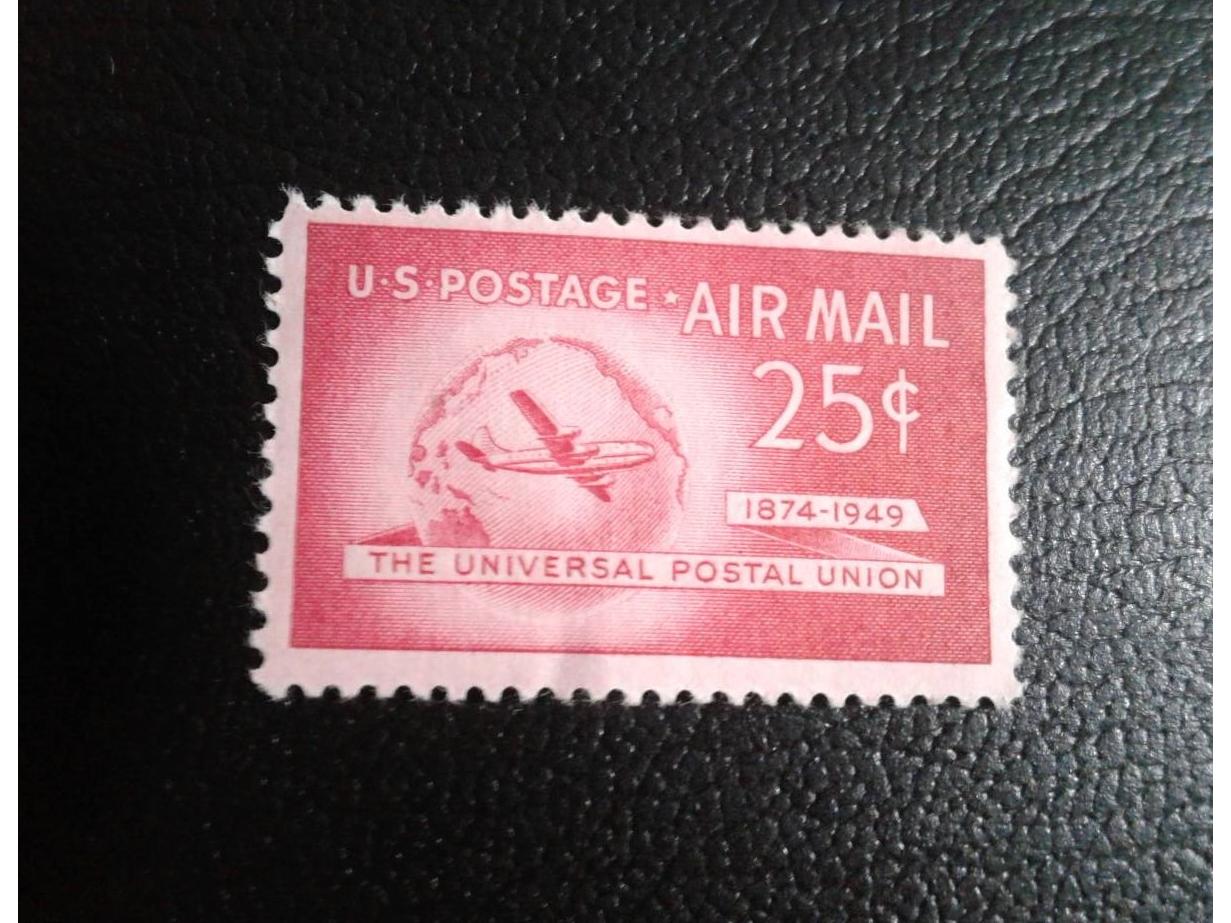 U·S·POSTAGE ★ AIR MAIL
25¢
1874-1949
THE UNIVERSAL POSTAL UNION